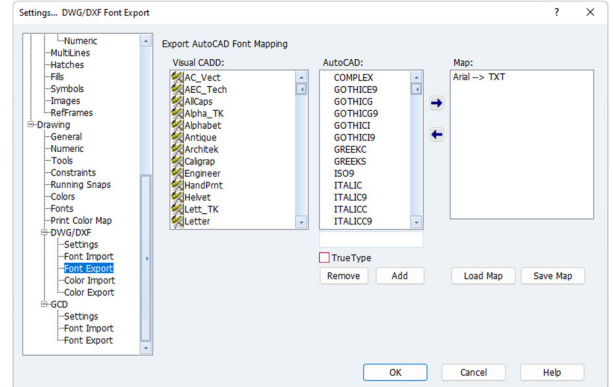 Settings... DWG/DXF Font Export
?
Numeric
MultiLines
Hatches
Fills
Symbols
Images
RefFrames
Drawing
General
Numeric
Tools
Constraints
Running Snaps
Colors
Fonts
Print Color Map
DWG/DXF
Settings
Font Import
Font Export
Color Import
Color Export
GCD
Settings
Font Import
Font Export
Export AutoCAD Font Mapping
Visual CADD:
AC_Vect
AEC_Tech
AllCaps
Alpha_TK
Alphabet
Antique
Architek
Caligrap
Engineer
HandPrnt
Helvet
Lett_TK
Letter
AutoCAD:
COMPLEX
GOTHICE9
GOTHICG
GOTHICG9
GOTHICI
GOTHICI9
GREEKC
GREEKS
ISO9
ITALIC
ITALIC9
ITALICC
ITALICC9
TrueType
Remove
Add
Map:
Arial --> TXT
Load Map
Save Map
OK
Cancel
Help